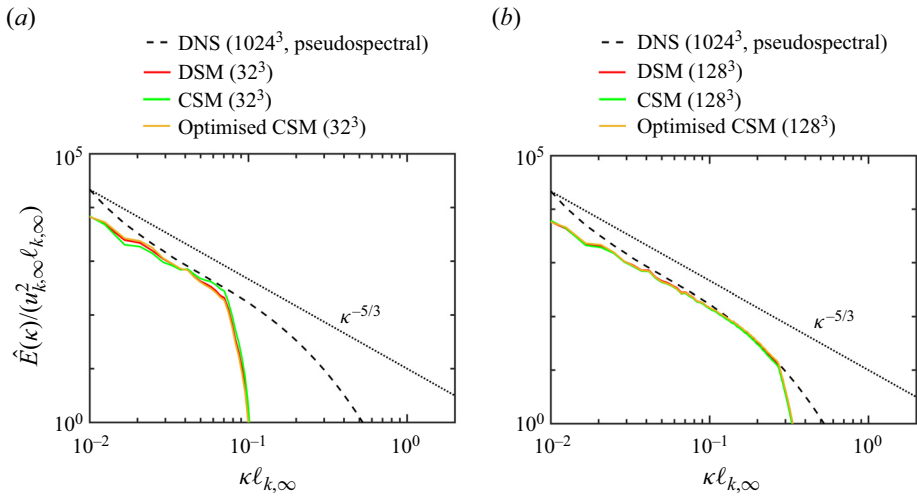 (a)
DNS (1024³, pseudospectral)
DSM (32³)
CSM (32³)
Optimised CSM (32³)
10⁵
κ⁻⁵/³
Ê(κ)/(u²ₖ,∞ℓₖ,∞)
10⁰
10⁻² 10⁻¹ 10⁰
κℓₖ,∞
(b)
DNS (1024³, pseudospectral)
DSM (128³)
CSM (128³)
Optimised CSM (128³)
10⁵
κ⁻⁵/³
10⁰
10⁻² 10⁻¹ 10⁰
κℓₖ,∞